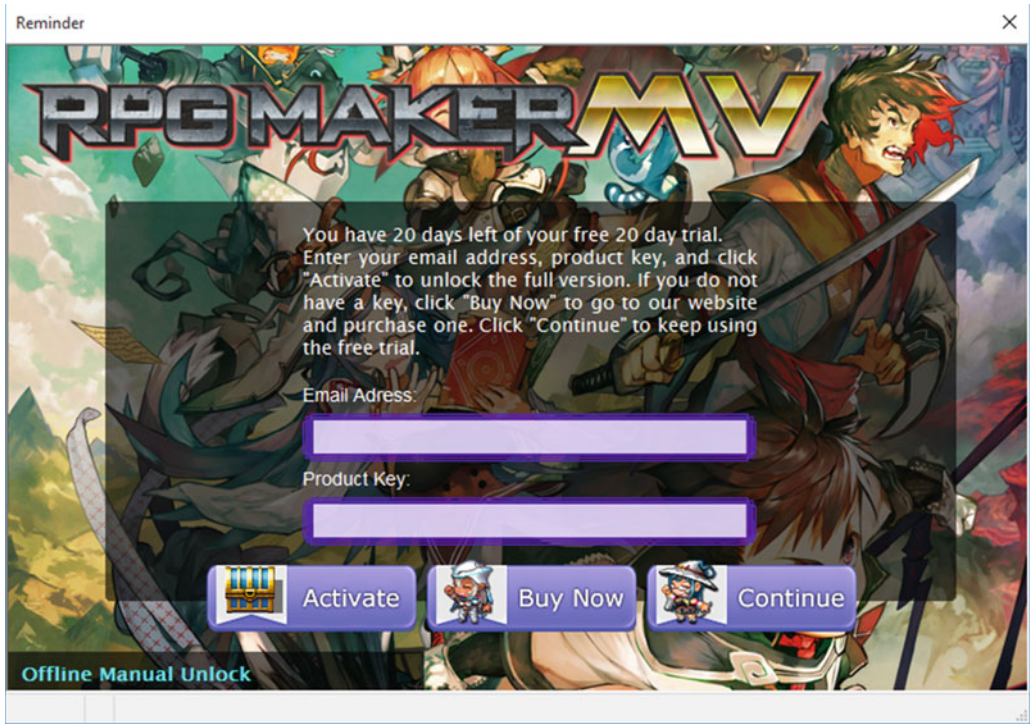 Reminder
RPG MAKER MV
You have 20 days left of your free 20 day trial.
Enter your email address, product key, and click
"Activate" to unlock the full version. If you do not
have a key, click "Buy Now" to go to our website
and purchase one. Click "Continue" to keep using
the free trial.
Email Adress:
Product Key:
Activate
Buy Now
Continue
Offline Manual Unlock